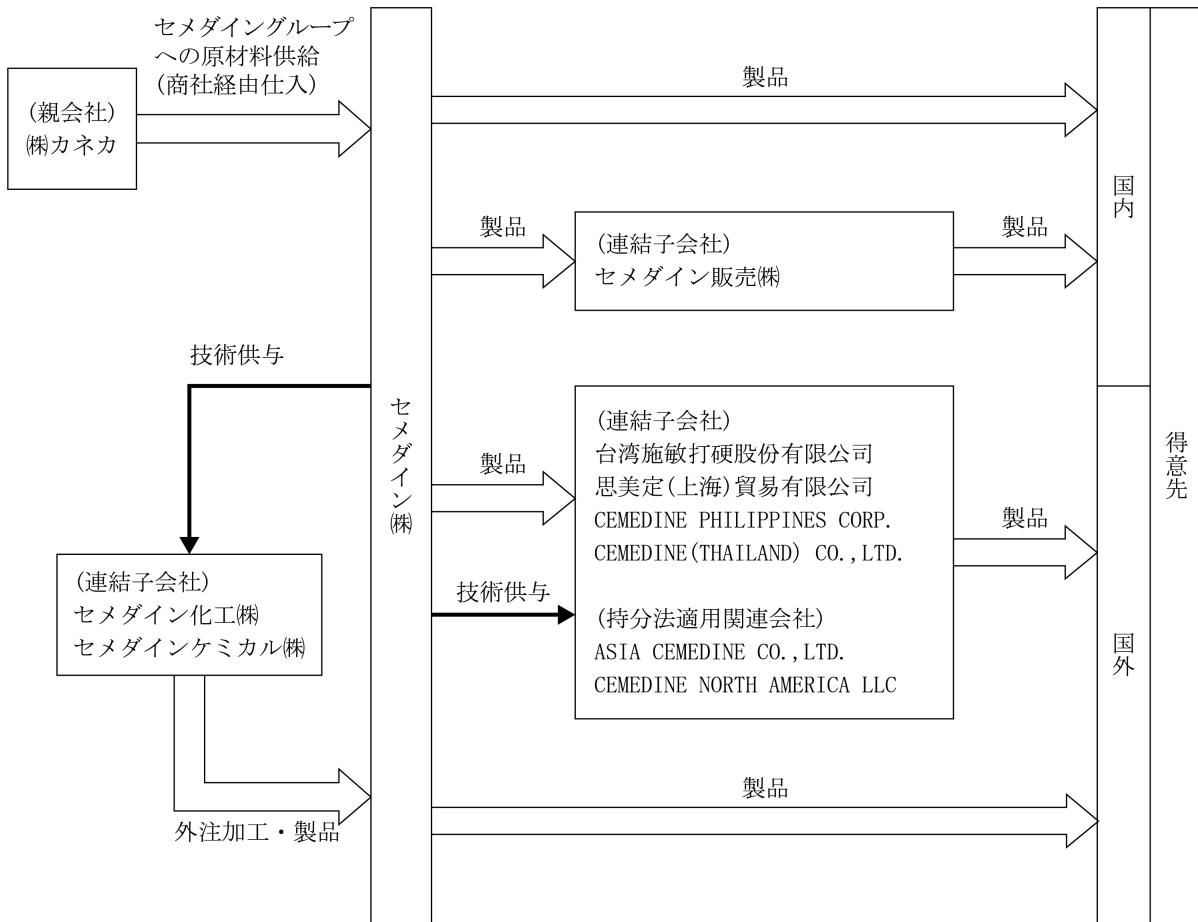 セメダイングループ
への原材料供給
(商社経由仕入)
(親会社)
㈱カネカ
製品
製品
(連結子会社)
セメダイン販売㈱
製品
国内
技術供与
セメダイン㈱
製品
(連結子会社)
台湾施敏打硬股份有限公司
思美定(上海)貿易有限公司
CEMEDINE PHILIPPINES CORP.
CEMEDINE(THAILAND) CO.,LTD.
(持分法適用関連会社)
ASIA CEMEDINE CO.,LTD.
CEMEDINE NORTH AMERICA LLC
製品
得意先
技術供与
(連結子会社)
セメダイン化工㈱
セメダインケミカル㈱
国外
製品
外注加工・製品